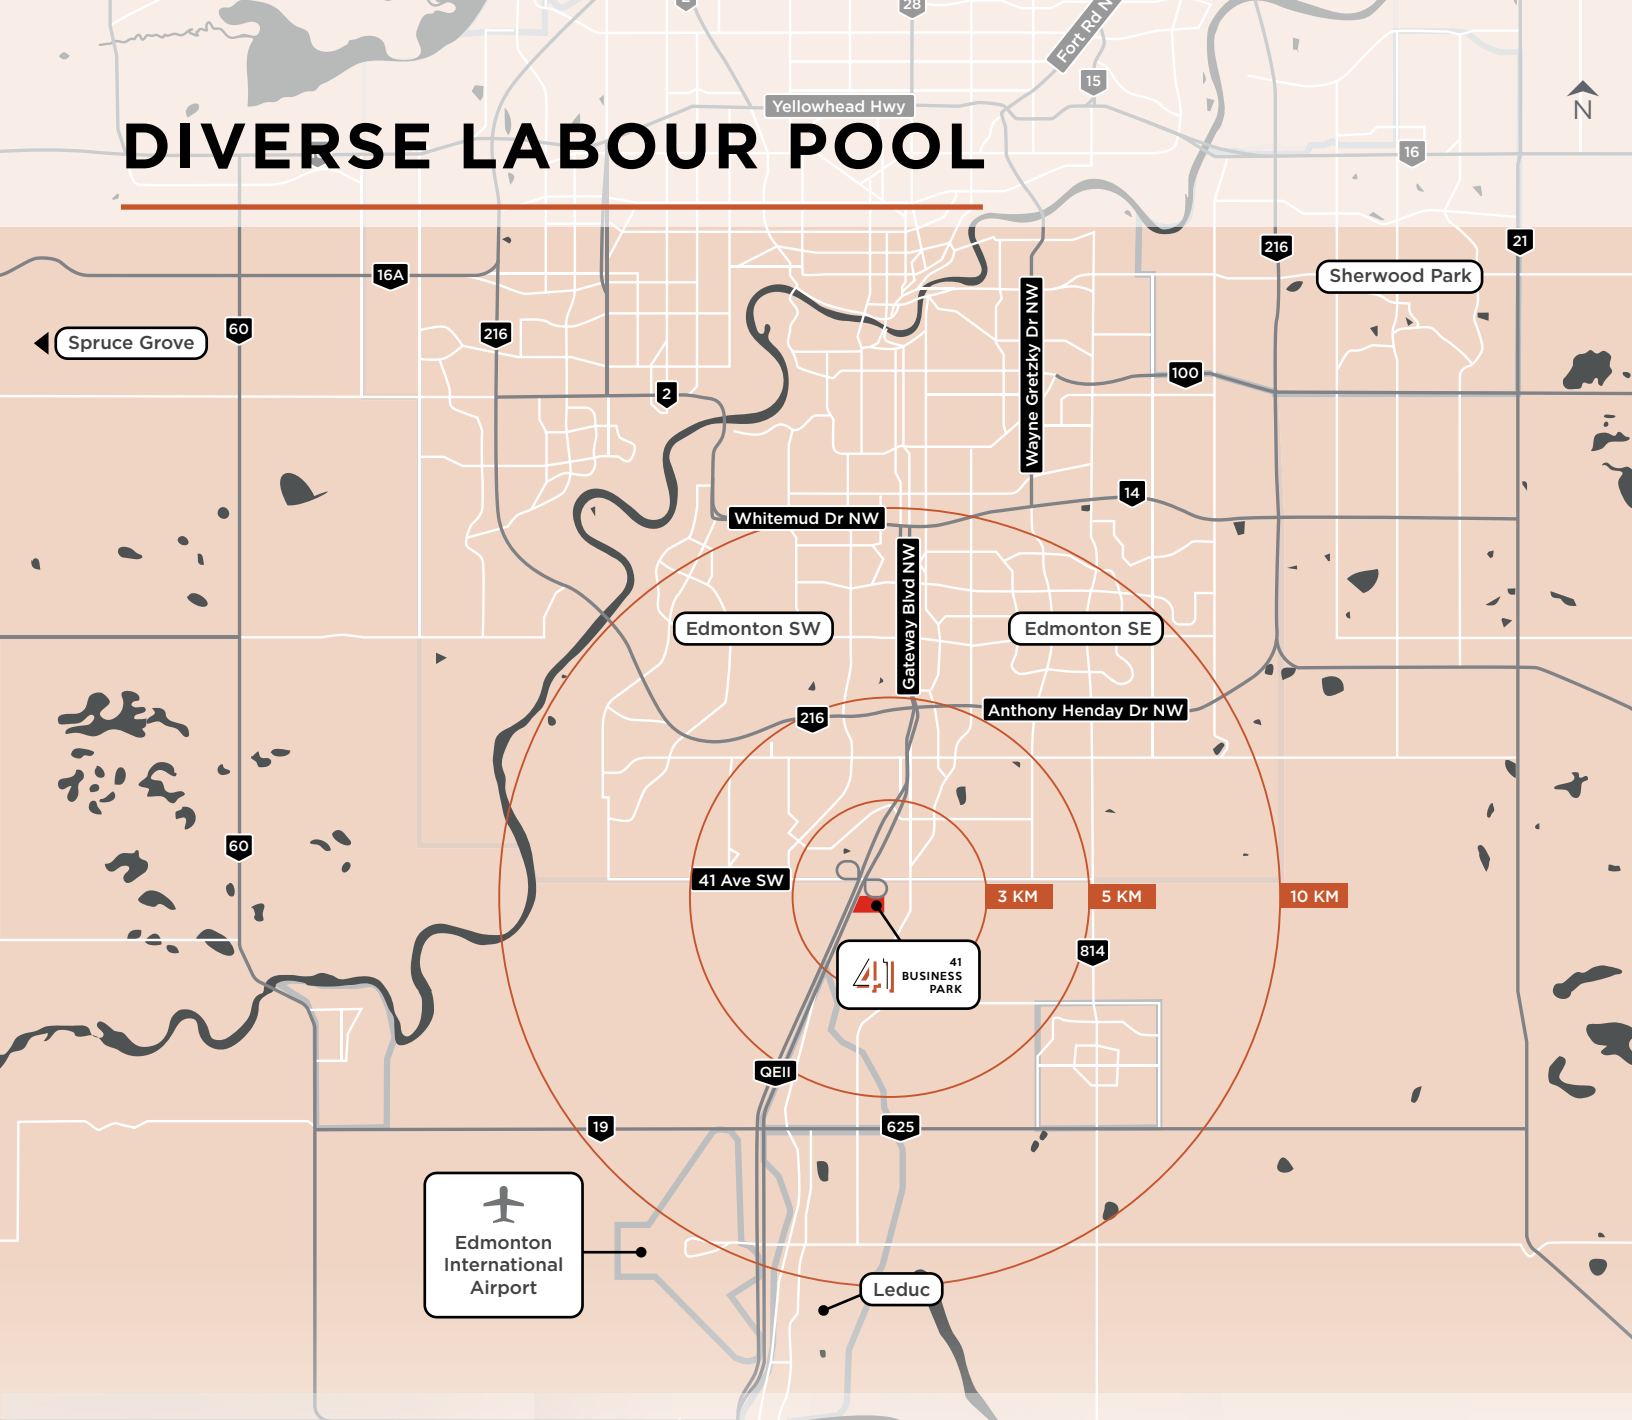 2
28
Fort Rd N
15
Yellowhead Hwy
N
DIVERSE LABOUR POOL
16
216
21
16A
Sherwood Park
60
Spruce Grove
216
Wayne Gretzky Dr NW
100
2
14
Whitemud Dr NW
Gateway Blvd NW
Edmonton SW
Edmonton SE
216
Anthony Henday Dr NW
60
41 Ave SW
3 KM
5 KM
10 KM
814
41
41
BUSINESS
PARK
QEII
19
625
Edmonton
International
Airport
Leduc